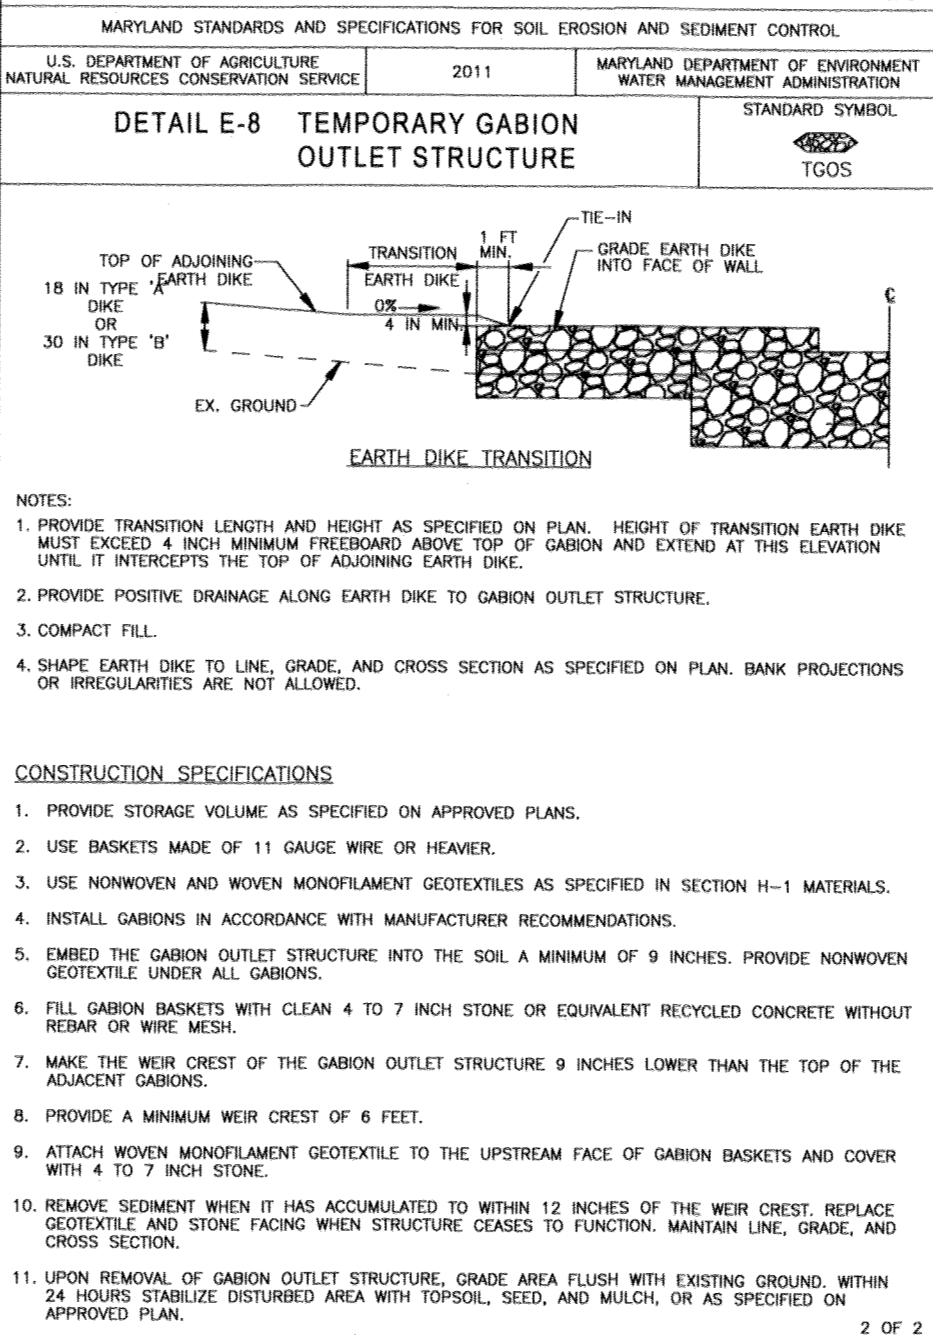 MARYLAND STANDARDS AND SPECIFICATIONS FOR SOIL EROSION AND SEDIMENT CONTROL
U.S. DEPARTMENT OF AGRICULTURE
NATURAL RESOURCES CONSERVATION SERVICE
2011
MARYLAND DEPARTMENT OF ENVIRONMENT
WATER MANAGEMENT ADMINISTRATION
DETAIL E-8 TEMPORARY GABION
OUTLET STRUCTURE
STANDARD SYMBOL
TGOS
TIE-IN
1 FT
MIN.
TRANSITION
GRADE EARTH DIKE
INTO FACE OF WALL
TOP OF ADJOINING
EARTH DIKE
EARTH DIKE
18 IN TYPE 'A'
DIKE
OR
30 IN TYPE 'B'
DIKE
0%
4 IN MIN.
℄
EX. GROUND
EARTH DIKE TRANSITION
NOTES:
1. PROVIDE TRANSITION LENGTH AND HEIGHT AS SPECIFIED ON PLAN. HEIGHT OF TRANSITION EARTH DIKE
MUST EXCEED 4 INCH MINIMUM FREEBOARD ABOVE TOP OF GABION AND EXTEND AT THIS ELEVATION
UNTIL IT INTERCEPTS THE TOP OF ADJOINING EARTH DIKE.
2. PROVIDE POSITIVE DRAINAGE ALONG EARTH DIKE TO GABION OUTLET STRUCTURE.
3. COMPACT FILL.
4. SHAPE EARTH DIKE TO LINE, GRADE, AND CROSS SECTION AS SPECIFIED ON PLAN. BANK PROJECTIONS
OR IRREGULARITIES ARE NOT ALLOWED.
CONSTRUCTION SPECIFICATIONS
1. PROVIDE STORAGE VOLUME AS SPECIFIED ON APPROVED PLANS.
2. USE BASKETS MADE OF 11 GAUGE WIRE OR HEAVIER.
3. USE NONWOVEN AND WOVEN MONOFILAMENT GEOTEXTILES AS SPECIFIED IN SECTION H-1 MATERIALS.
4. INSTALL GABIONS IN ACCORDANCE WITH MANUFACTURER RECOMMENDATIONS.
5. EMBED THE GABION OUTLET STRUCTURE INTO THE SOIL A MINIMUM OF 9 INCHES. PROVIDE NONWOVEN
GEOTEXTILE UNDER ALL GABIONS.
6. FILL GABION BASKETS WITH CLEAN 4 TO 7 INCH STONE OR EQUIVALENT RECYCLED CONCRETE WITHOUT
REBAR OR WIRE MESH.
7. MAKE THE WEIR CREST OF THE GABION OUTLET STRUCTURE 9 INCHES LOWER THAN THE TOP OF THE
ADJACENT GABIONS.
8. PROVIDE A MINIMUM WEIR CREST OF 6 FEET.
9. ATTACH WOVEN MONOFILAMENT GEOTEXTILE TO THE UPSTREAM FACE OF GABION BASKETS AND COVER
WITH 4 TO 7 INCH STONE.
10. REMOVE SEDIMENT WHEN IT HAS ACCUMULATED TO WITHIN 12 INCHES OF THE WEIR CREST. REPLACE
GEOTEXTILE AND STONE FACING WHEN STRUCTURE CEASES TO FUNCTION. MAINTAIN LINE, GRADE, AND
CROSS SECTION.
11. UPON REMOVAL OF GABION OUTLET STRUCTURE, GRADE AREA FLUSH WITH EXISTING GROUND. WITHIN
24 HOURS STABILIZE DISTURBED AREA WITH TOPSOIL, SEED, AND MULCH, OR AS SPECIFIED ON
APPROVED PLAN.
2 OF 2